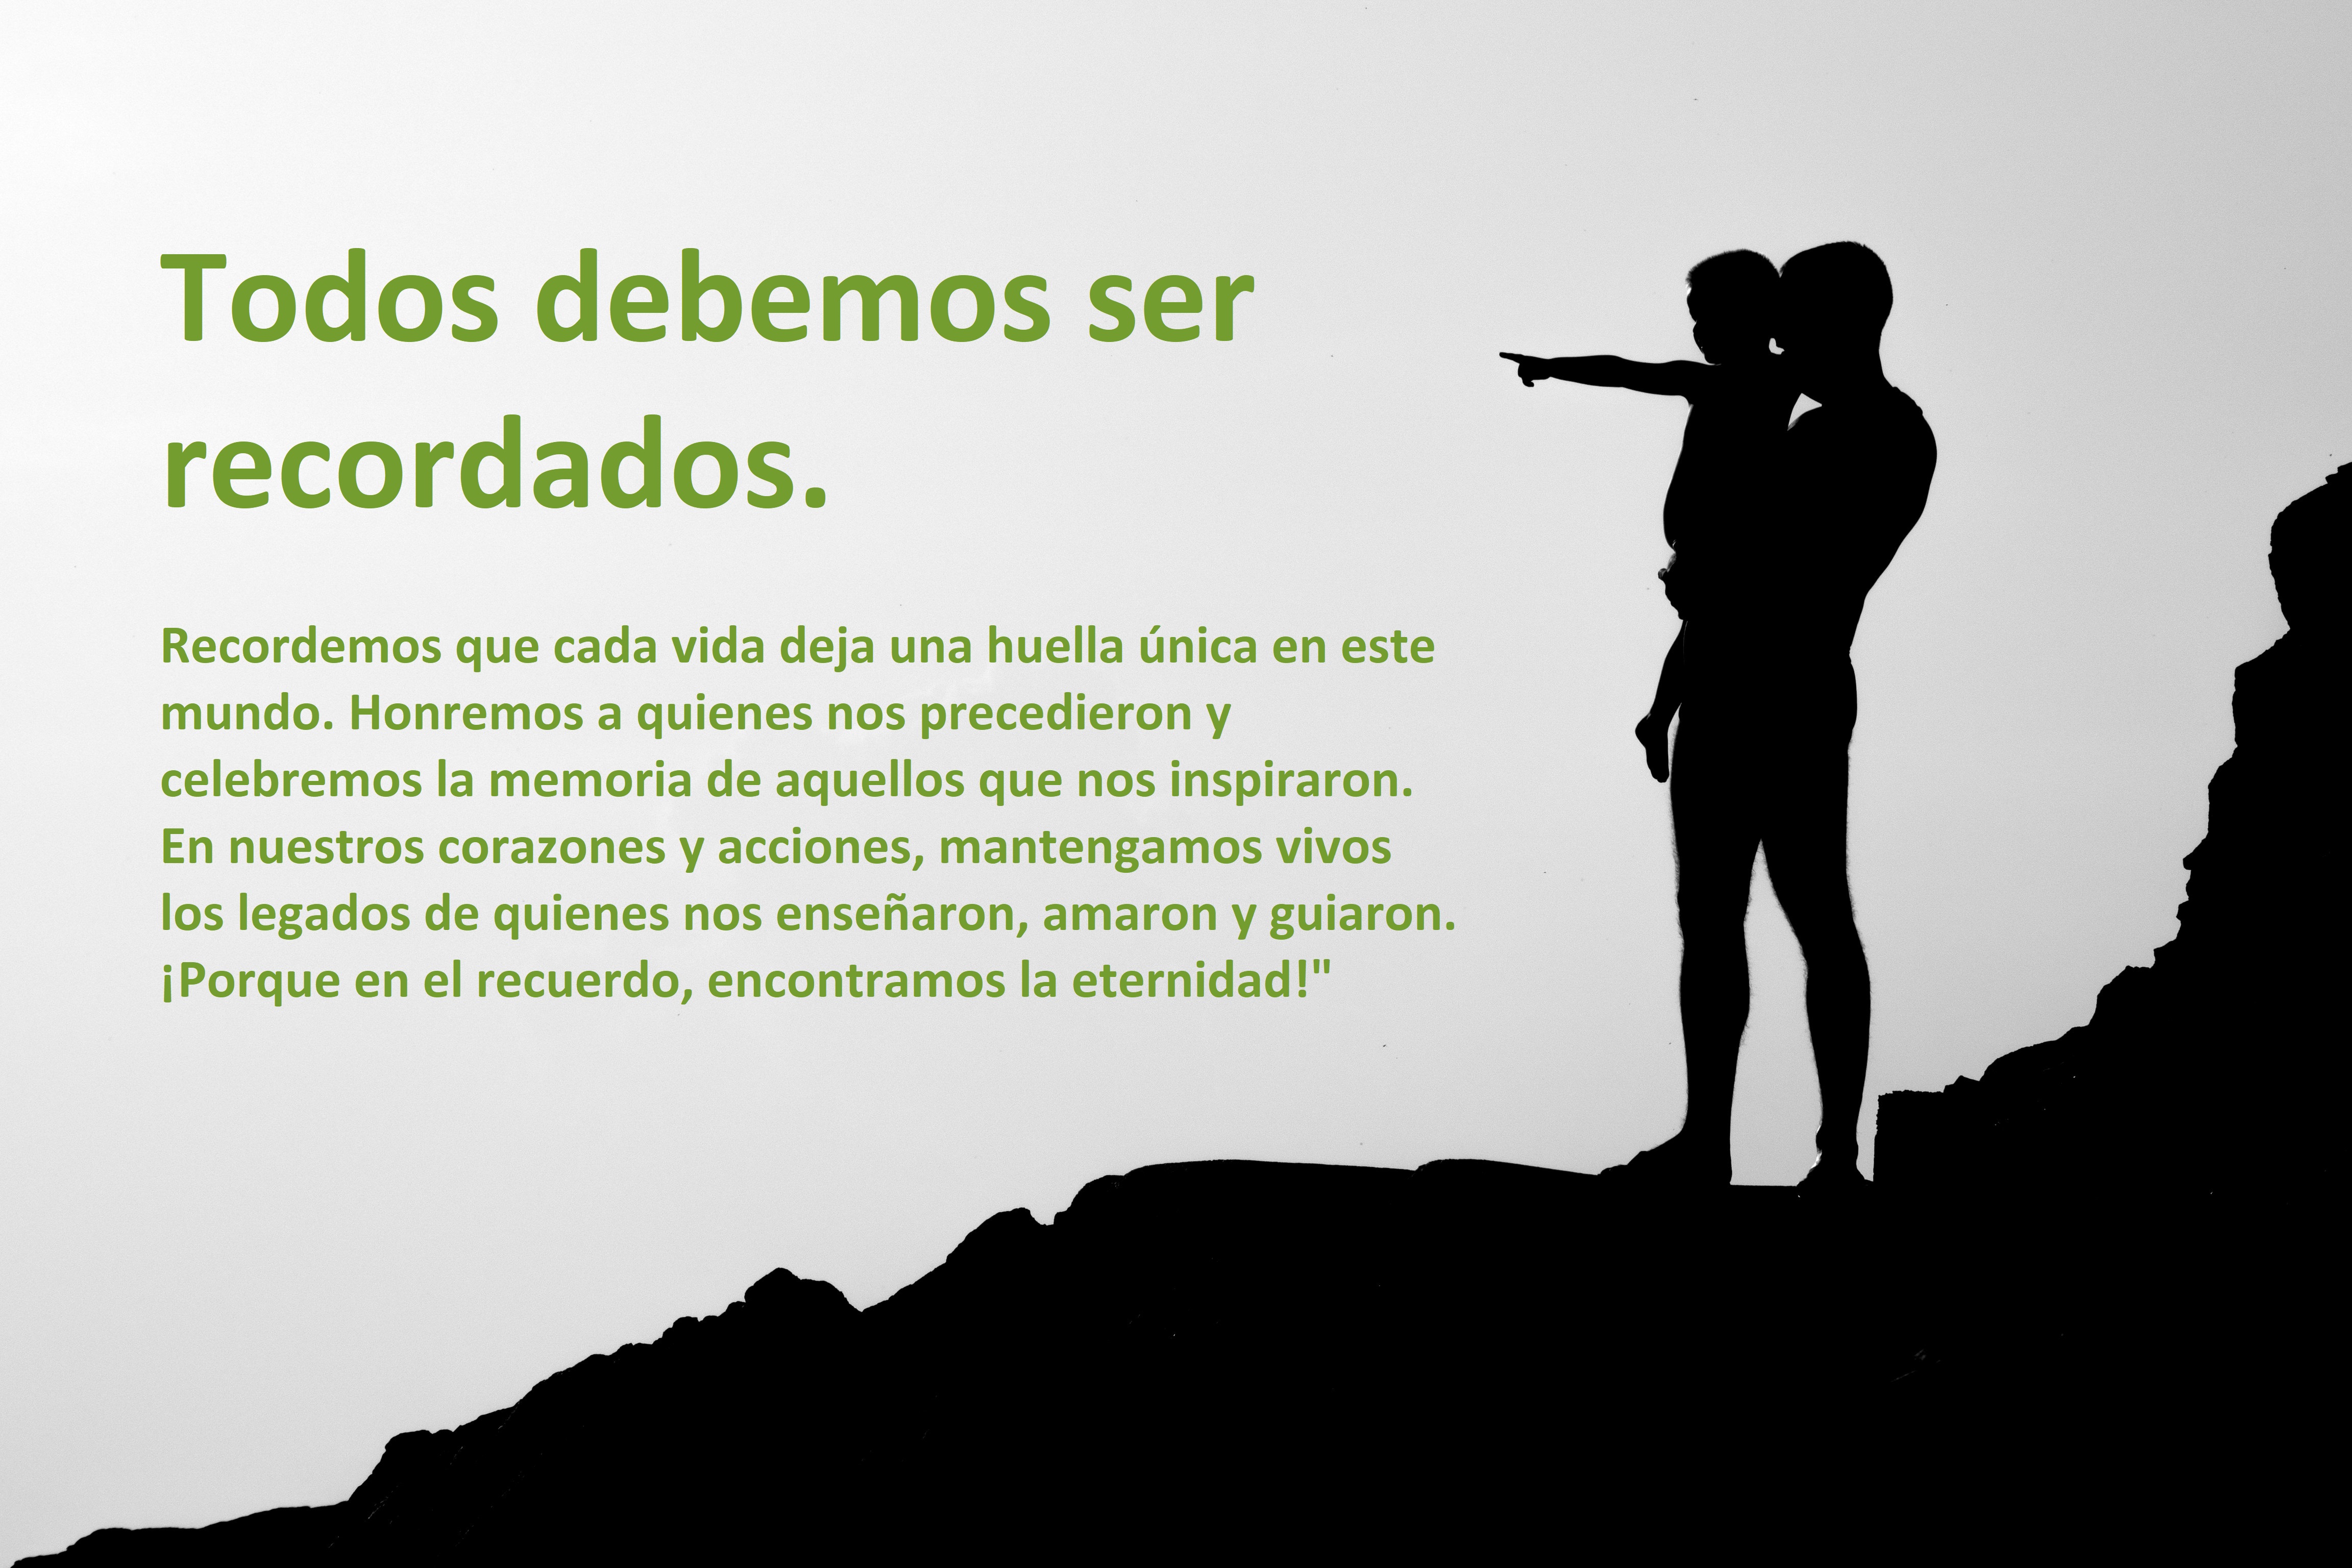 Todos debemos ser
recordados.
Recordemos que cada vida deja una huella única en este
mundo. Honremos a quienes nos precedieron y
celebremos la memoria de aquellos que nos inspiraron.
En nuestros corazones y acciones, mantengamos vivos
los legados de quienes nos enseñaron, amaron y guiaron.
¡Porque en el recuerdo, encontramos la eternidad!"